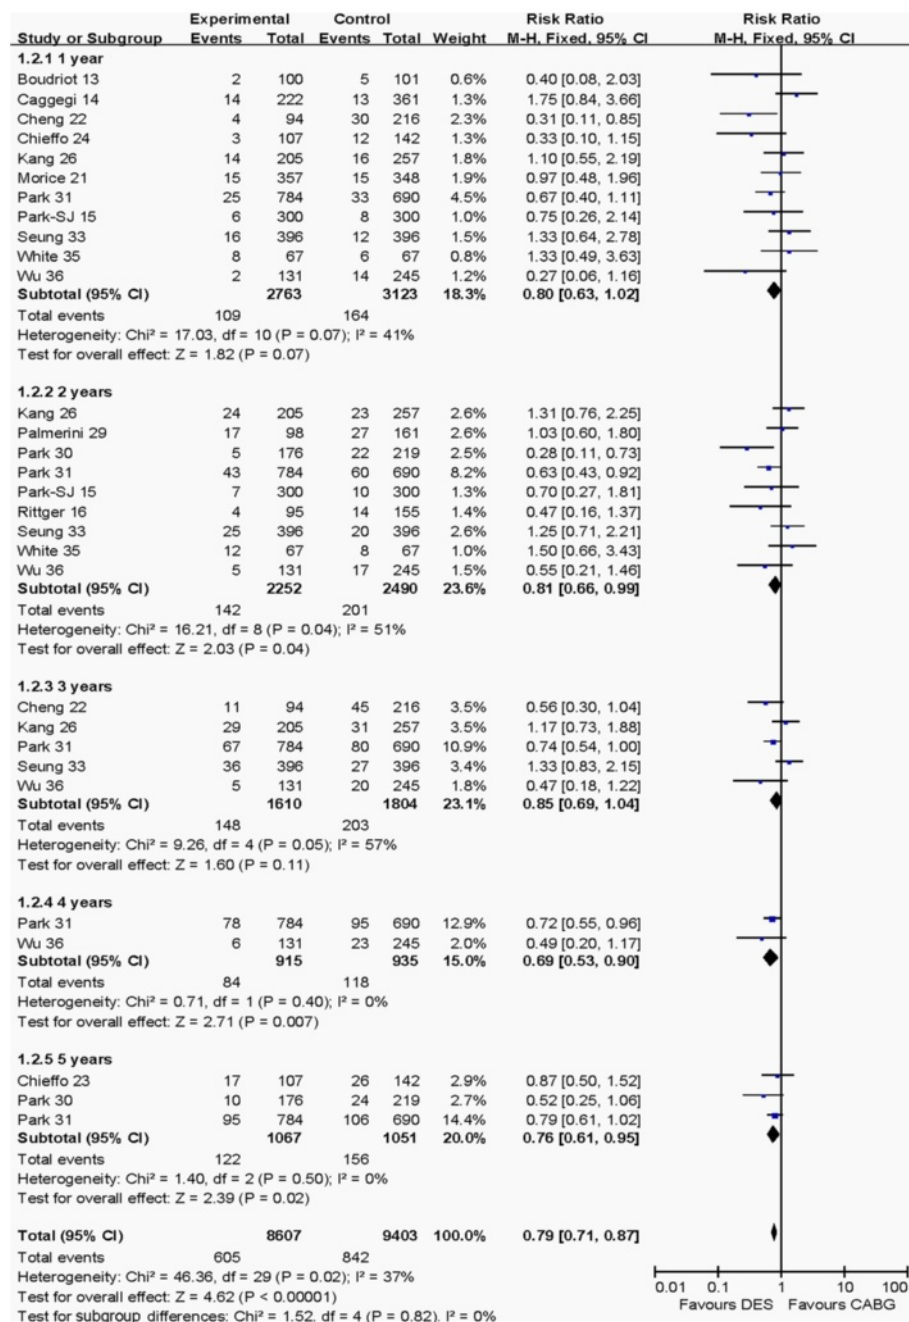 Experimental Control Risk Ratio Risk Ratio
Study or Subgroup Events Total Events Total Weight M-H, Fixed, 95% CI M-H, Fixed, 95% CI
1.2.1 1 year
Boudriot 13 2 100 5 101 0.6% 0.40 [0.08, 2.03]
Caggegi 14 14 222 13 361 1.3% 1.75 [0.84, 3.66]
Cheng 22 4 94 30 216 2.3% 0.31 [0.11, 0.85]
Chieffo 24 3 107 12 142 1.3% 0.33 [0.10, 1.15]
Kang 26 14 205 16 257 1.8% 1.10 [0.55, 2.19]
Morice 21 15 357 15 348 1.9% 0.97 [0.48, 1.96]
Park 31 25 784 33 690 4.5% 0.67 [0.40, 1.11]
Park-SJ 15 6 300 8 300 1.0% 0.75 [0.26, 2.14]
Seung 33 16 396 12 396 1.5% 1.33 [0.64, 2.78]
White 35 8 67 6 67 0.8% 1.33 [0.49, 3.63]
Wu 36 2 131 14 245 1.2% 0.27 [0.06, 1.16]
Subtotal (95% CI) 2763 3123 18.3% 0.80 [0.63, 1.02]
Total events 109 164
Heterogeneity: Chi² = 17.03, df = 10 (P = 0.07); I² = 41%
Test for overall effect: Z = 1.82 (P = 0.07)
1.2.2 2 years
Kang 26 24 205 23 257 2.6% 1.31 [0.76, 2.25]
Palmerini 29 17 98 27 161 2.6% 1.03 [0.60, 1.80]
Park 30 5 176 22 219 2.5% 0.28 [0.11, 0.73]
Park 31 43 784 60 690 8.2% 0.63 [0.43, 0.92]
Park-SJ 15 7 300 10 300 1.3% 0.70 [0.27, 1.81]
Rittger 16 4 95 14 155 1.3% 0.47 [0.16, 1.37]
Seung 33 25 396 20 396 2.6% 1.25 [0.71, 2.21]
White 35 12 67 8 67 1.0% 1.50 [0.66, 3.43]
Wu 36 5 131 17 245 1.5% 0.55 [0.21, 1.46]
Subtotal (95% CI) 2252 2490 23.6% 0.81 [0.66, 0.99]
Total events 142 201
Heterogeneity: Chi² = 16.21, df = 8 (P = 0.04); I² = 51%
Test for overall effect: Z = 2.03 (P = 0.04)
1.2.3 3 years
Cheng 22 11 94 45 216 3.5% 0.56 [0.30, 1.04]
Kang 26 29 205 31 257 3.5% 1.17 [0.73, 1.88]
Park 31 67 784 80 690 10.9% 0.74 [0.54, 1.00]
Seung 33 36 396 27 396 3.4% 1.33 [0.83, 2.15]
Wu 36 5 131 20 245 1.8% 0.47 [0.18, 1.22]
Subtotal (95% CI) 1610 1804 23.1% 0.85 [0.69, 1.04]
Total events 148 203
Heterogeneity: Chi² = 9.26, df = 4 (P = 0.05); I² = 57%
Test for overall effect: Z = 1.60 (P = 0.11)
1.2.4 4 years
Park 31 78 784 95 690 12.9% 0.72 [0.55, 0.96]
Wu 36 6 131 23 245 2.0% 0.49 [0.20, 1.17]
Subtotal (95% CI) 915 935 15.0% 0.69 [0.53, 0.90]
Total events 84 118
Heterogeneity: Chi² = 0.71, df = 1 (P = 0.40); I² = 0%
Test for overall effect: Z = 2.71 (P = 0.007)
1.2.5 5 years
Chieffo 23 17 107 26 142 2.9% 0.87 [0.50, 1.52]
Park 30 10 176 24 219 2.7% 0.52 [0.25, 1.06]
Park 31 95 784 106 690 14.4% 0.79 [0.61, 1.02]
Subtotal (95% CI) 1067 1051 20.0% 0.76 [0.61, 0.95]
Total events 122 156
Heterogeneity: Chi² = 1.40, df = 2 (P = 0.50); I² = 0%
Test for overall effect: Z = 2.39 (P = 0.02)
Total (95% CI) 8607 9403 100.0% 0.79 [0.71, 0.87]
Total events 605 842
Heterogeneity: Chi² = 46.36, df = 29 (P = 0.02); I² = 37%
Test for overall effect: Z = 4.62 (P < 0.00001)
Test for subgroup differences: Chi² = 1.52, df = 4 (P = 0.82), I² = 0%
0.01 0.1 1 10 100
Favours DES Favours CABG